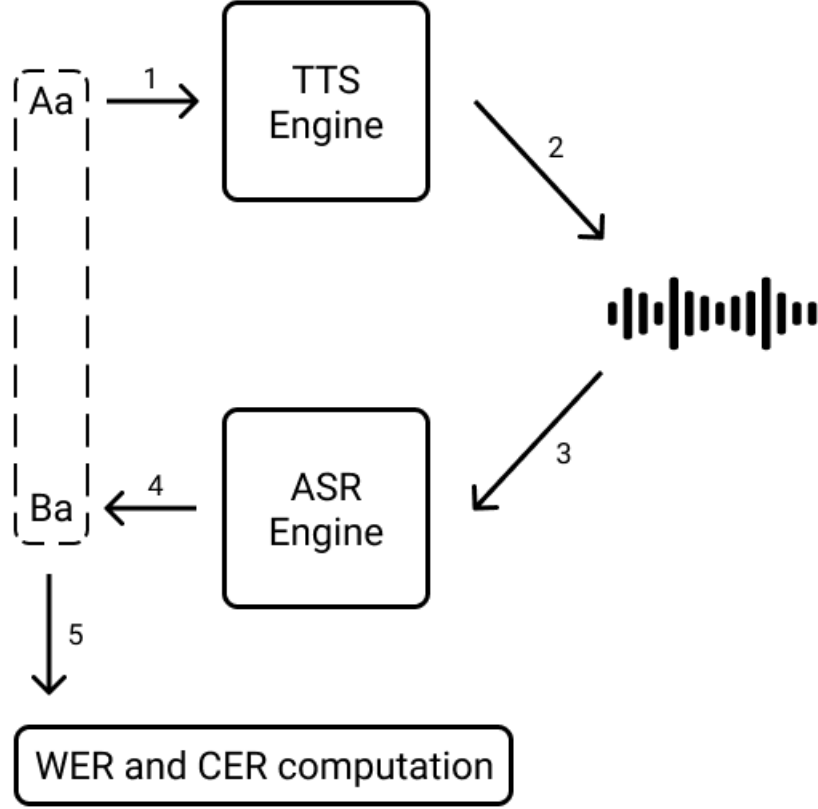 Aa
1
TTS
Engine
2
3
ASR
Engine
4
Ba
5
WER and CER computation